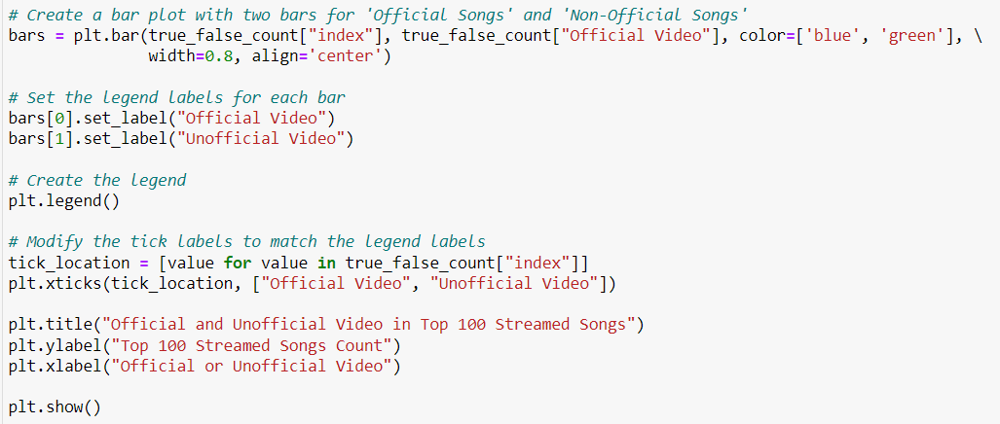 # Create a bar plot with two bars for 'Official Songs' and 'Non-Official Songs'
bars = plt.bar(true_false_count["index"], true_false_count["Official Video"], color=['blue', 'green'], \
               width=0.8, align='center')

# Set the legend labels for each bar
bars[0].set_label("Official Video")
bars[1].set_label("Unofficial Video")

# Create the legend
plt.legend()

# Modify the tick labels to match the legend labels
tick_location = [value for value in true_false_count["index"]]
plt.xticks(tick_location, ["Official Video", "Unofficial Video"])

plt.title("Official and Unofficial Video in Top 100 Streamed Songs")
plt.ylabel("Top 100 Streamed Songs Count")
plt.xlabel("Official or Unofficial Video")

plt.show()